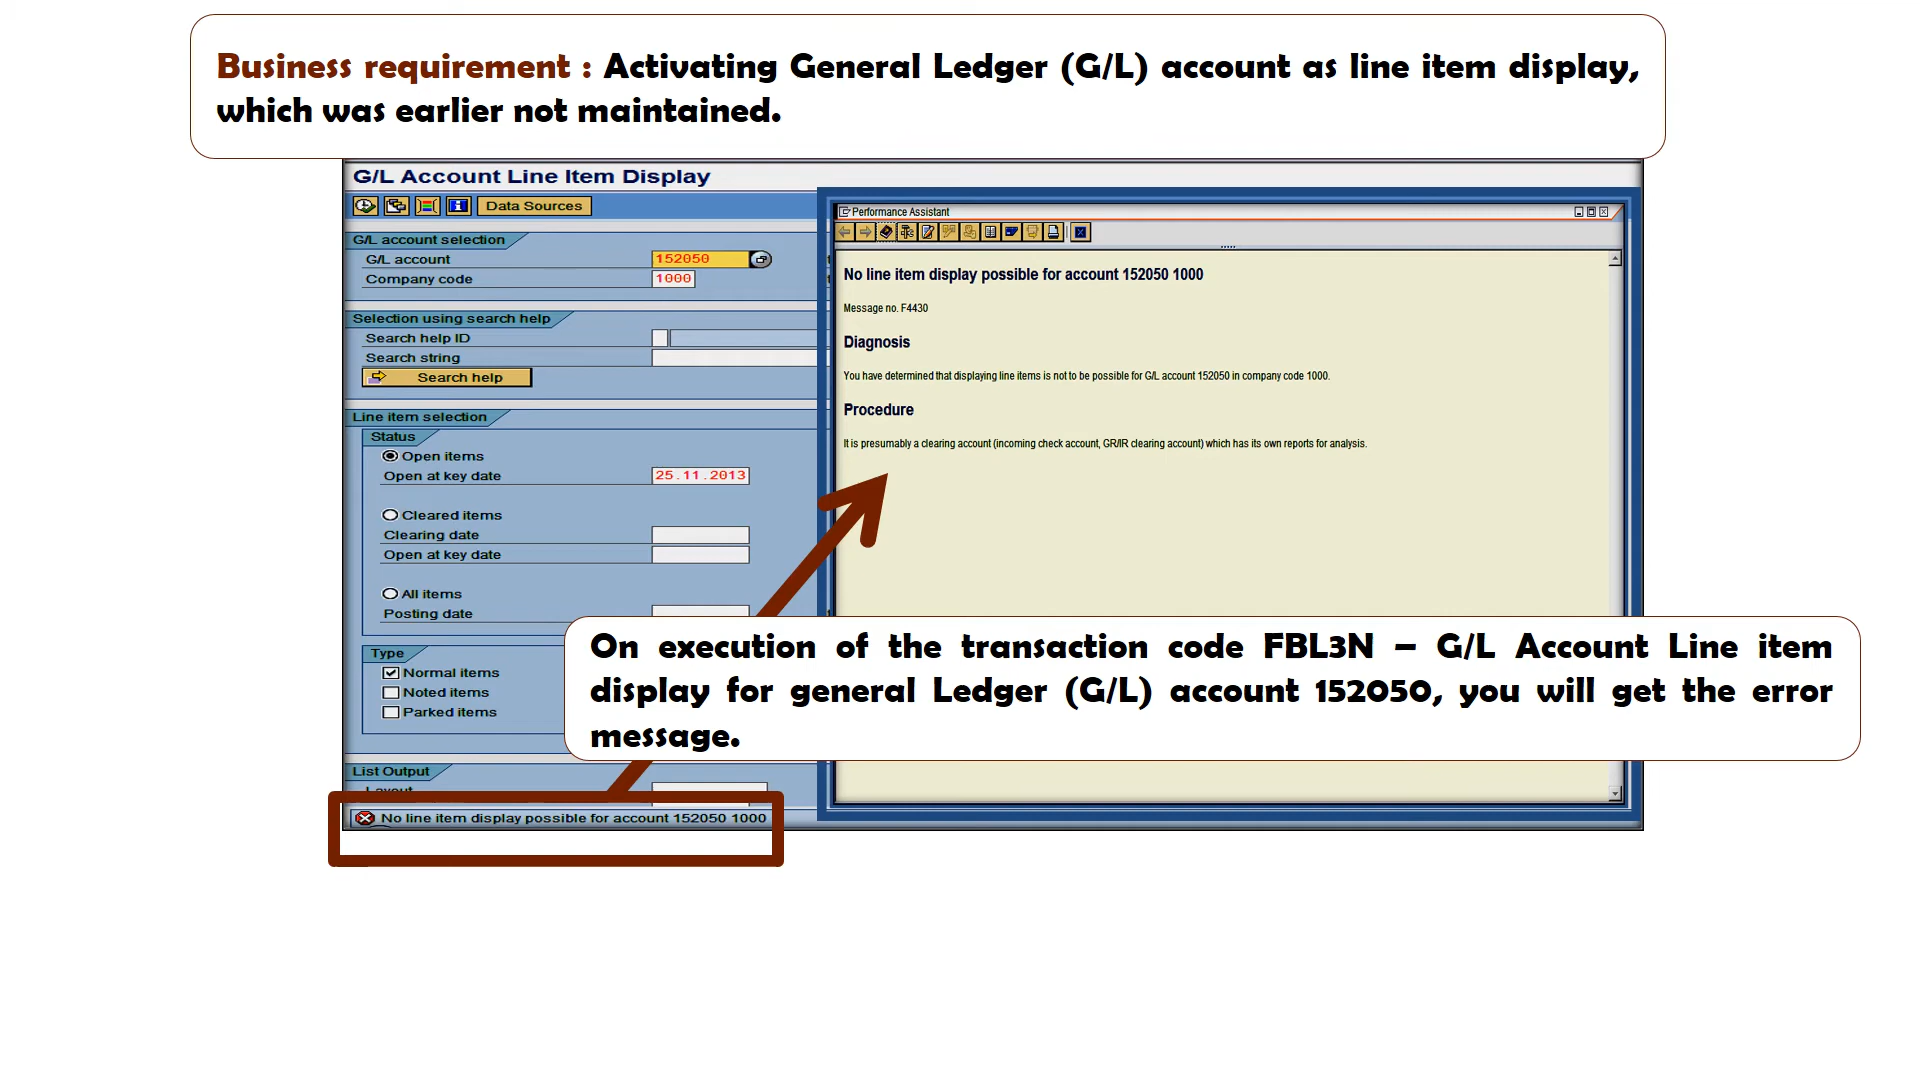 Business requirement : Activating General Ledger (G/L) account as line item display,
which was earlier not maintained.
G/L Account Line Item Display
Data Sources
G/L account selection
G/L account 152050
Company code 1000
Selection using search help
Search help ID
Search string
Search help
Line item selection
Status
Open items
Open at key date 25.11.2013
Cleared items
Clearing date
Open at key date
All items
Posting date
Type
Normal items
Noted items
Parked items
List Output
Layout
No line item display possible for account 152050 1000
Performance Assistant
No line item display possible for account 152050 1000
Message no. F4430
Diagnosis
You have determined that displaying line items is not to be possible for G/L account 152050 in company code 1000.
Procedure
It is presumably a clearing account (incoming check account, GR/IR clearing account) which has its own reports for analysis.
On execution of the transaction code FBL3N – G/L Account Line item
display for general Ledger (G/L) account 152050, you will get the error
message.